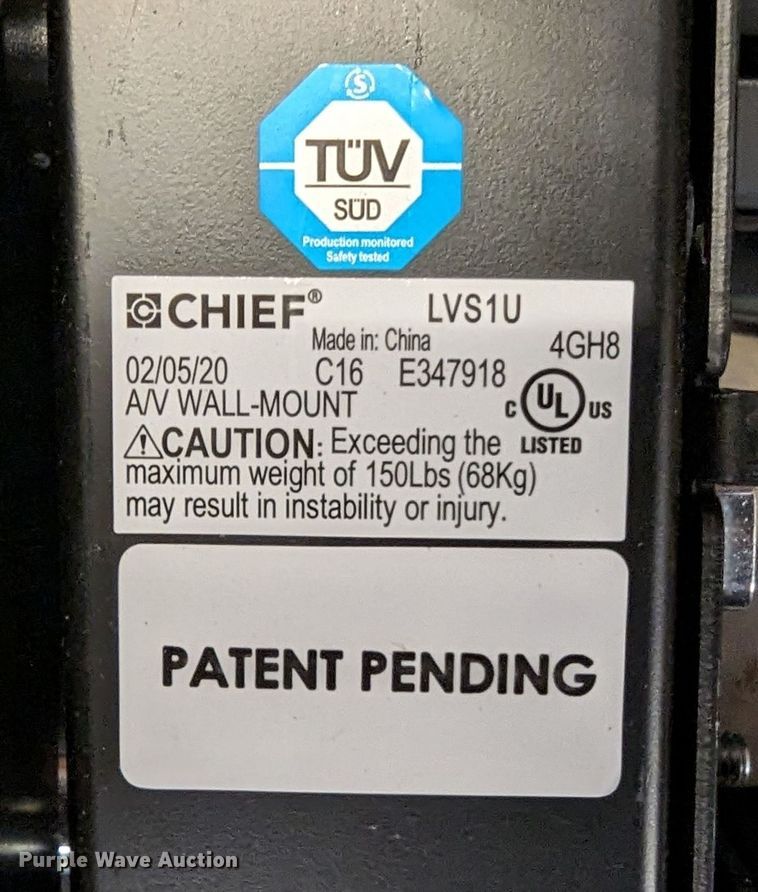 S
TÜV
SÜD
Production monitored
Safety tested
CHIEF® LVS1U
Made in: China 4GH8
02/05/20 C16 E347918
A/V WALL-MOUNT C UL US
⚠CAUTION: Exceeding the LISTED
maximum weight of 150Lbs (68Kg)
may result in instability or injury.
PATENT PENDING
Purple Wave Auction